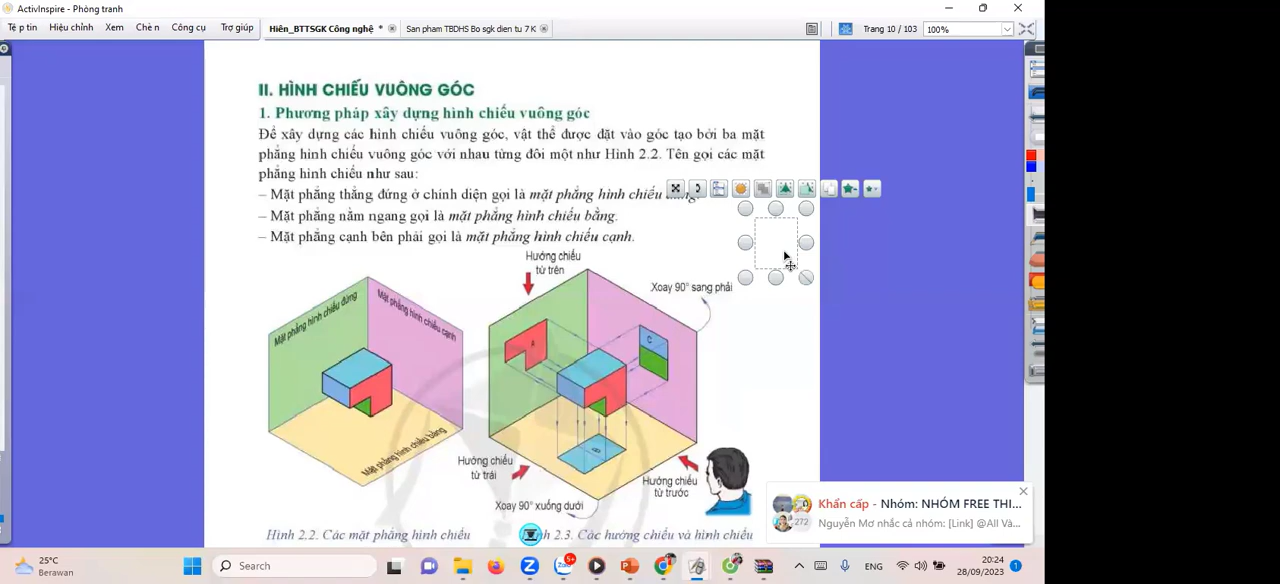 ActivInspire - Phòng tranh
Tệp tin Hiệu chỉnh Xem Chèn Công cụ Trợ giúp
Hiên_BTTSGK Công nghệ *
San pham TBDHS Bo sgk dien tu 7 K
Trang 10 / 103
100%
II. HÌNH CHIẾU VUÔNG GÓC
1. Phương pháp xây dựng hình chiếu vuông góc
Để xây dựng các hình chiếu vuông góc, vật thể được đặt vào góc tạo bởi ba mặt
phẳng hình chiếu vuông góc với nhau từng đôi một như Hình 2.2. Tên gọi các mặt
phẳng hình chiếu như sau:
– Mặt phẳng thẳng đứng ở chính diện gọi là mặt phẳng hình chiếu
– Mặt phẳng nằm ngang gọi là mặt phẳng hình chiếu bằng.
– Mặt phẳng cạnh bên phải gọi là mặt phẳng hình chiếu cạnh.
Hướng chiếu
từ trên
Xoay 90° sang phải
Mặt phẳng hình chiếu đứng
Mặt phẳng hình chiếu cạnh
A
C
Mặt phẳng hình chiếu bằng
B
Hướng chiếu
từ trái
Hướng chiếu
từ trước
Xoay 90° xuống dưới
Hình 2.2. Các mặt phẳng hình chiếu
2.3. Các hướng chiếu và hình chiếu
Khẩn cấp - Nhóm: NHÓM FREE THI...
Nguyễn Mơ nhắc cả nhóm: [Link] @All Và...
272
25°C
Berawan
Search
5+
ENG
20:24
28/09/2023
1